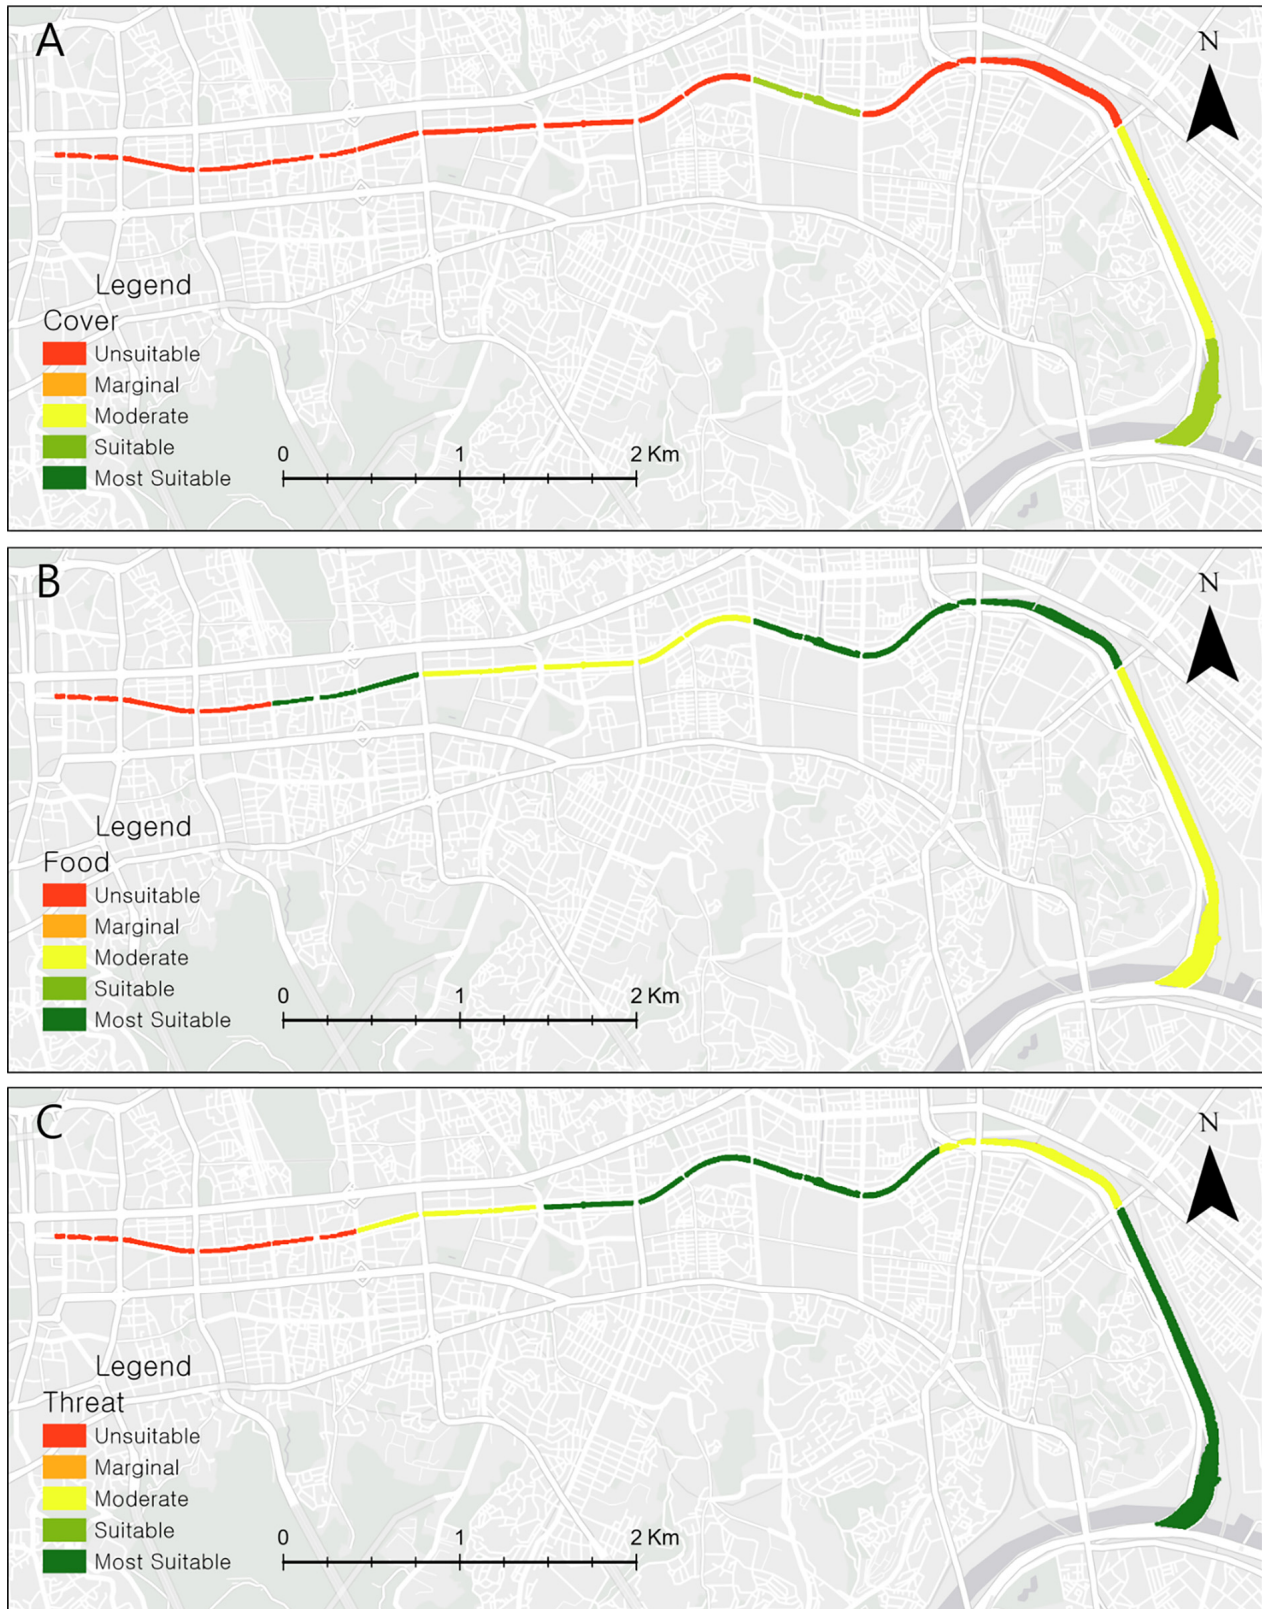 A
N
Legend
Cover
Unsuitable
Marginal
Moderate
Suitable
Most Suitable
0 1 2 Km
B
N
Legend
Food
Unsuitable
Marginal
Moderate
Suitable
Most Suitable
0 1 2 Km
C
N
Legend
Threat
Unsuitable
Marginal
Moderate
Suitable
Most Suitable
0 1 2 Km